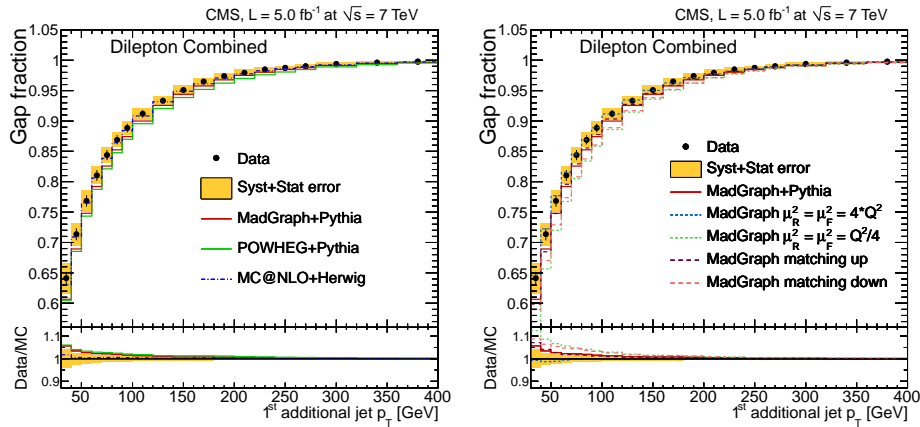 CMS, L = 5.0 fb⁻¹ at √s = 7 TeV
Dilepton Combined
Gap fraction
1.05
1
0.95
0.9
0.85
0.8
0.75
0.7
0.65
0.6
Data
Syst+Stat error
MadGraph+Pythia
POWHEG+Pythia
MC@NLO+Herwig
Data/MC
1.1
1
0.9
50 100 150 200 250 300 350 400
1ˢᵗ additional jet p_T [GeV]
CMS, L = 5.0 fb⁻¹ at √s = 7 TeV
Dilepton Combined
Gap fraction
1.05
1
0.95
0.9
0.85
0.8
0.75
0.7
0.65
0.6
Data
Syst+Stat error
MadGraph+Pythia
MadGraph μ²_R = μ²_F = 4*Q²
MadGraph μ²_R = μ²_F = Q²/4
MadGraph matching up
MadGraph matching down
Data/MC
1.1
1
0.9
50 100 150 200 250 300 350 400
1ˢᵗ additional jet p_T [GeV]